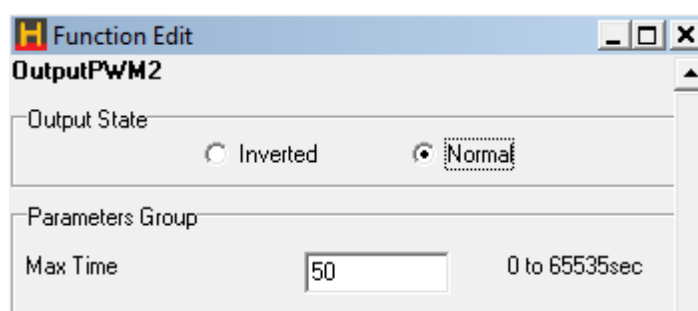 Function Edit
OutputPWM2
Output State
Inverted Normal
Parameters Group
Max Time 50 0 to 65535sec